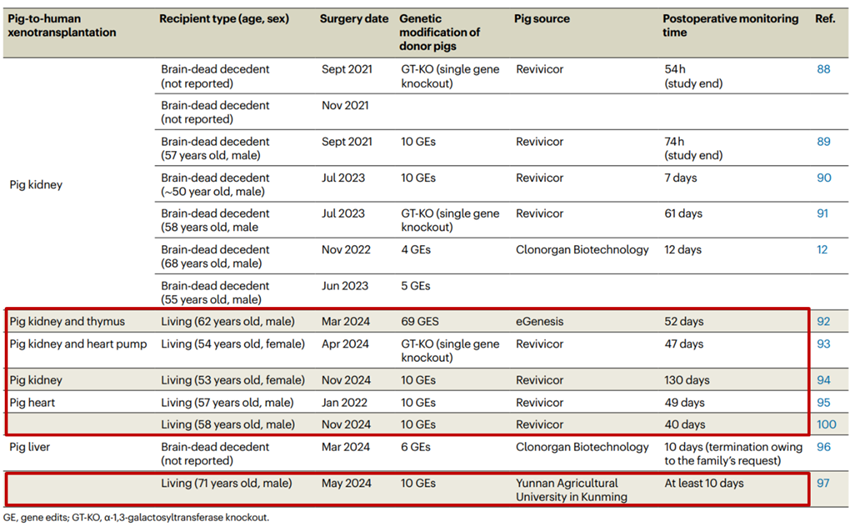 Pig-to-human xenotransplantation Recipient type (age, sex) Surgery date Genetic modification of donor pigs Pig source Postoperative monitoring time Ref.
Pig kidney Brain-dead decedent (not reported) Sept 2021 GT-KO (single gene knockout) Revivicor 54h (study end) 88
Brain-dead decedent (not reported) Nov 2021
Brain-dead decedent (57 years old, male) Sept 2021 10 GEs Revivicor 74h (study end) 89
Brain-dead decedent (~50 year old, male) Jul 2023 10 GEs Revivicor 7 days 90
Brain-dead decedent (58 years old, male Jul 2023 GT-KO (single gene knockout) Revivicor 61 days 91
Brain-dead decedent (68 years old, male) Nov 2022 4 GEs Clonorgan Biotechnology 12 days 12
Brain-dead decedent (55 years old, male) Jun 2023 5 GEs
Pig kidney and thymus Living (62 years old, male) Mar 2024 69 GES eGenesis 52 days 92
Pig kidney and heart pump Living (54 years old, female) Apr 2024 GT-KO (single gene knockout) Revivicor 47 days 93
Pig kidney Living (53 years old, female) Nov 2024 10 GEs Revivicor 130 days 94
Pig heart Living (57 years old, male) Jan 2022 10 GEs Revivicor 49 days 95
Living (58 years old, male) Nov 2024 10 GEs Revivicor 40 days 100
Pig liver Brain-dead decedent (not reported) Mar 2024 6 GEs Clonorgan Biotechnology 10 days (termination owing to the family's request) 96
Living (71 years old, male) May 2024 10 GEs Yunnan Agricultural University in Kunming At least 10 days 97
GE, gene edits; GT-KO, α-1,3-galactosyltransferase knockout.